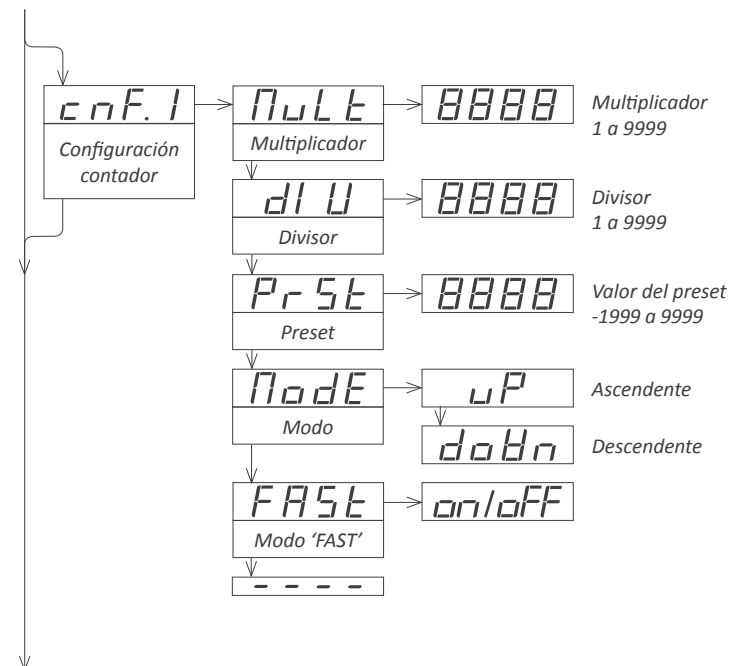 cnF.1
Configuración
contador
MuLt
Multiplicador
8888
Multiplicador
1 a 9999
dIU
Divisor
8888
Divisor
1 a 9999
PrSt
Preset
8888
Valor del preset
-1999 a 9999
ModE
Modo
uP
Ascendente
doWn
Descendente
FASt
Modo ‘FAST’
on/oFF
- - - -